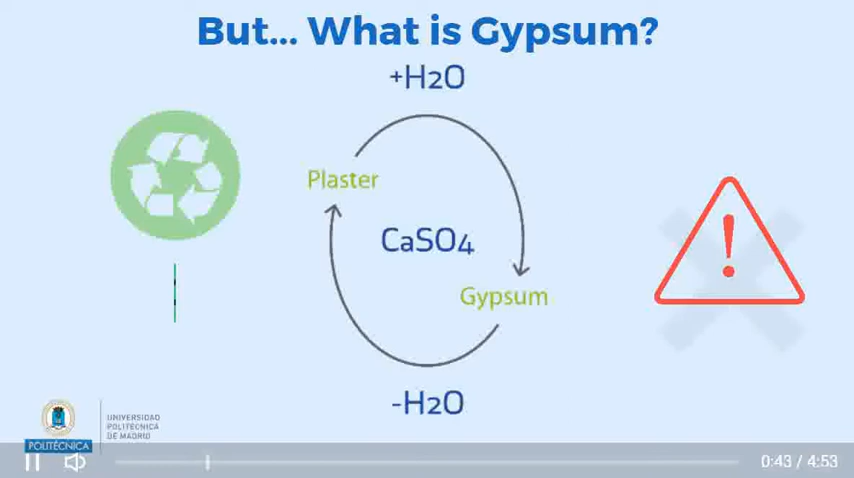 But... What is Gypsum?
+H2O
Plaster
CaSO4
Gypsum
-H2O
POLITÉCNICA
UNIVERSIDAD
POLITÉCNICA
DE MADRID
0:43 / 4:53